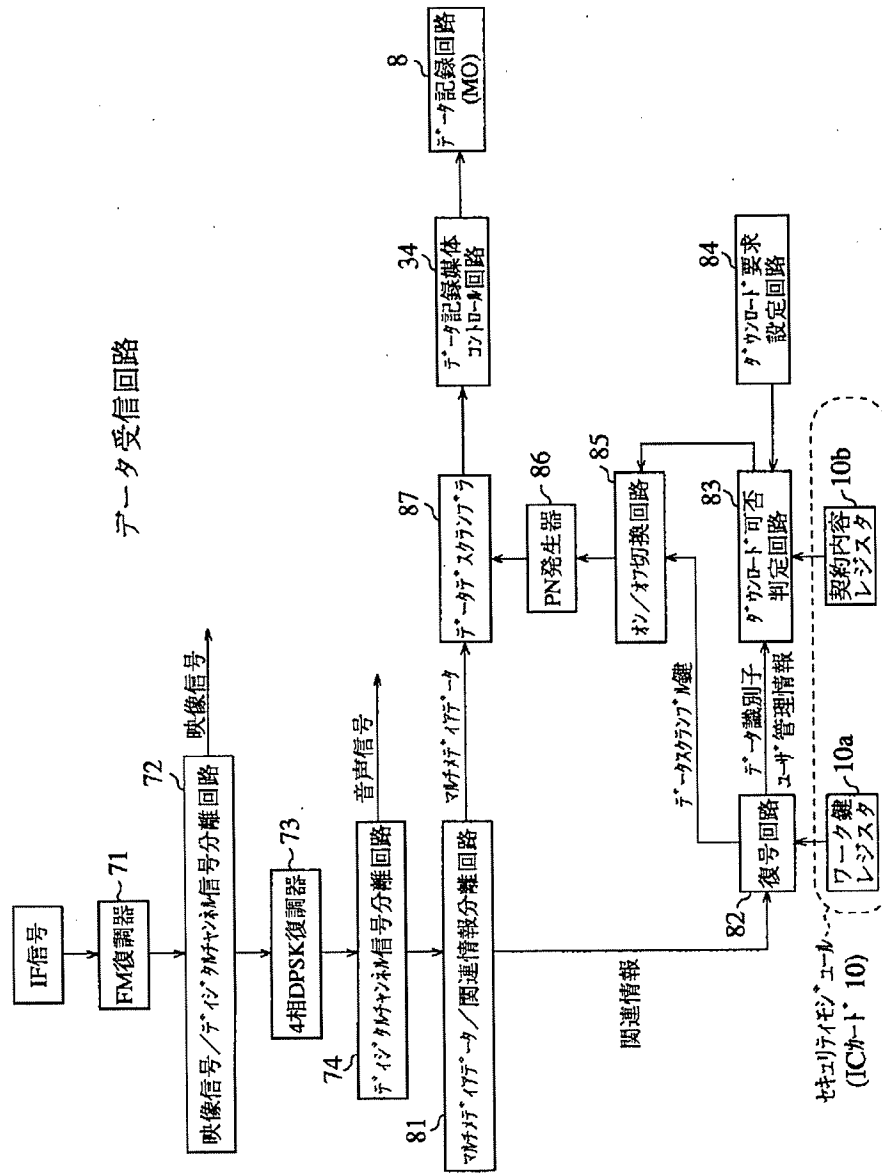 データ受信回路
IF信号
FM復調器
71
映像信号/ディジタルチャンネル信号分離回路
72
映像信号
4相DPSK復調器
73
ディジタルチャンネル信号分離回路
74
音声信号
マルチメディアデータ/関連情報分離回路
81
マルチメディアデータ
関連情報
データデスクランブラ
87
データ記録媒体
コントロール回路
34
データ記録回路
(MO)
8
PN発生器
86
オン/オフ切換回路
85
データスクランブル鍵
復号回路
82
データ識別子
ユーザ管理情報
ダウンロード可否
判定回路
83
ダウンロード要求
設定回路
84
ワーク鍵
レジスタ
10a
契約内容
レジスタ
10b
セキュリティモジュール
(ICカード10)